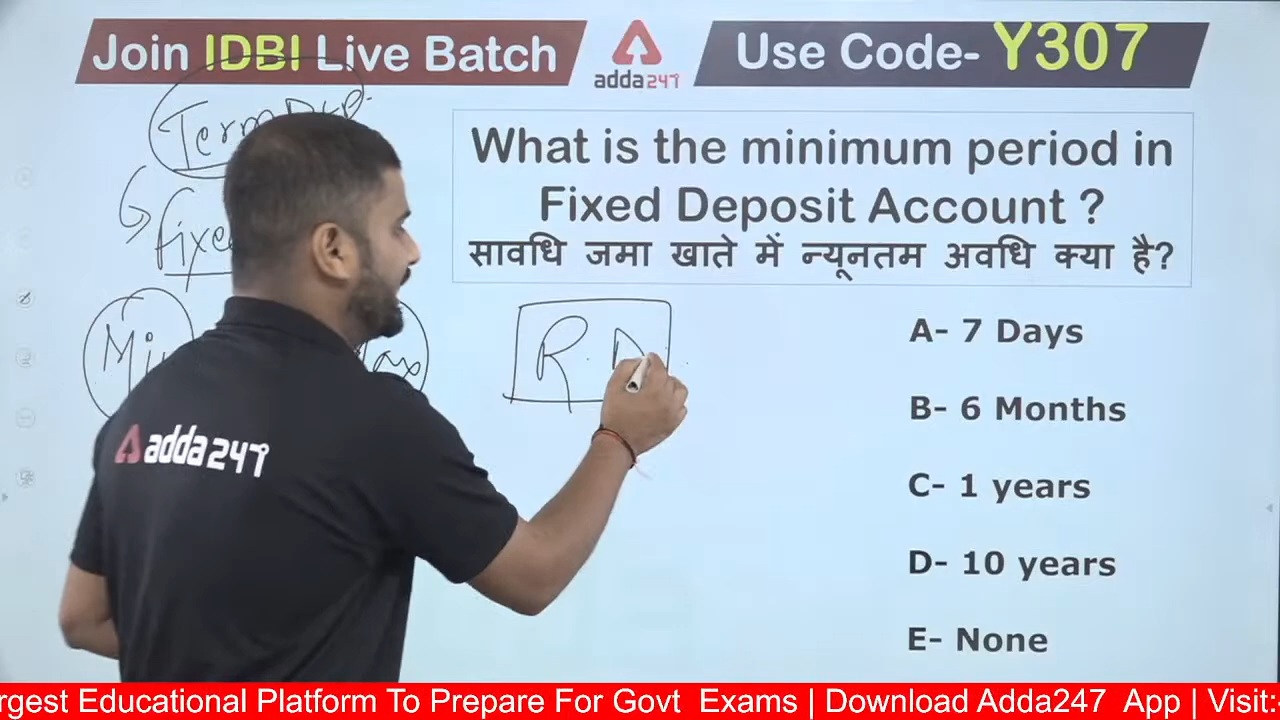 Join IDBI Live Batch
adda247
Use Code- Y307
Term Dep.
What is the minimum period in
Fixed Deposit Account ?
सावधि जमा खाते में न्यूनतम अवधि क्या है?
R.D
A- 7 Days
B- 6 Months
C- 1 years
D- 10 years
E- None
adda247
rgest Educational Platform To Prepare For Govt Exams | Download Adda247 App | Visit: